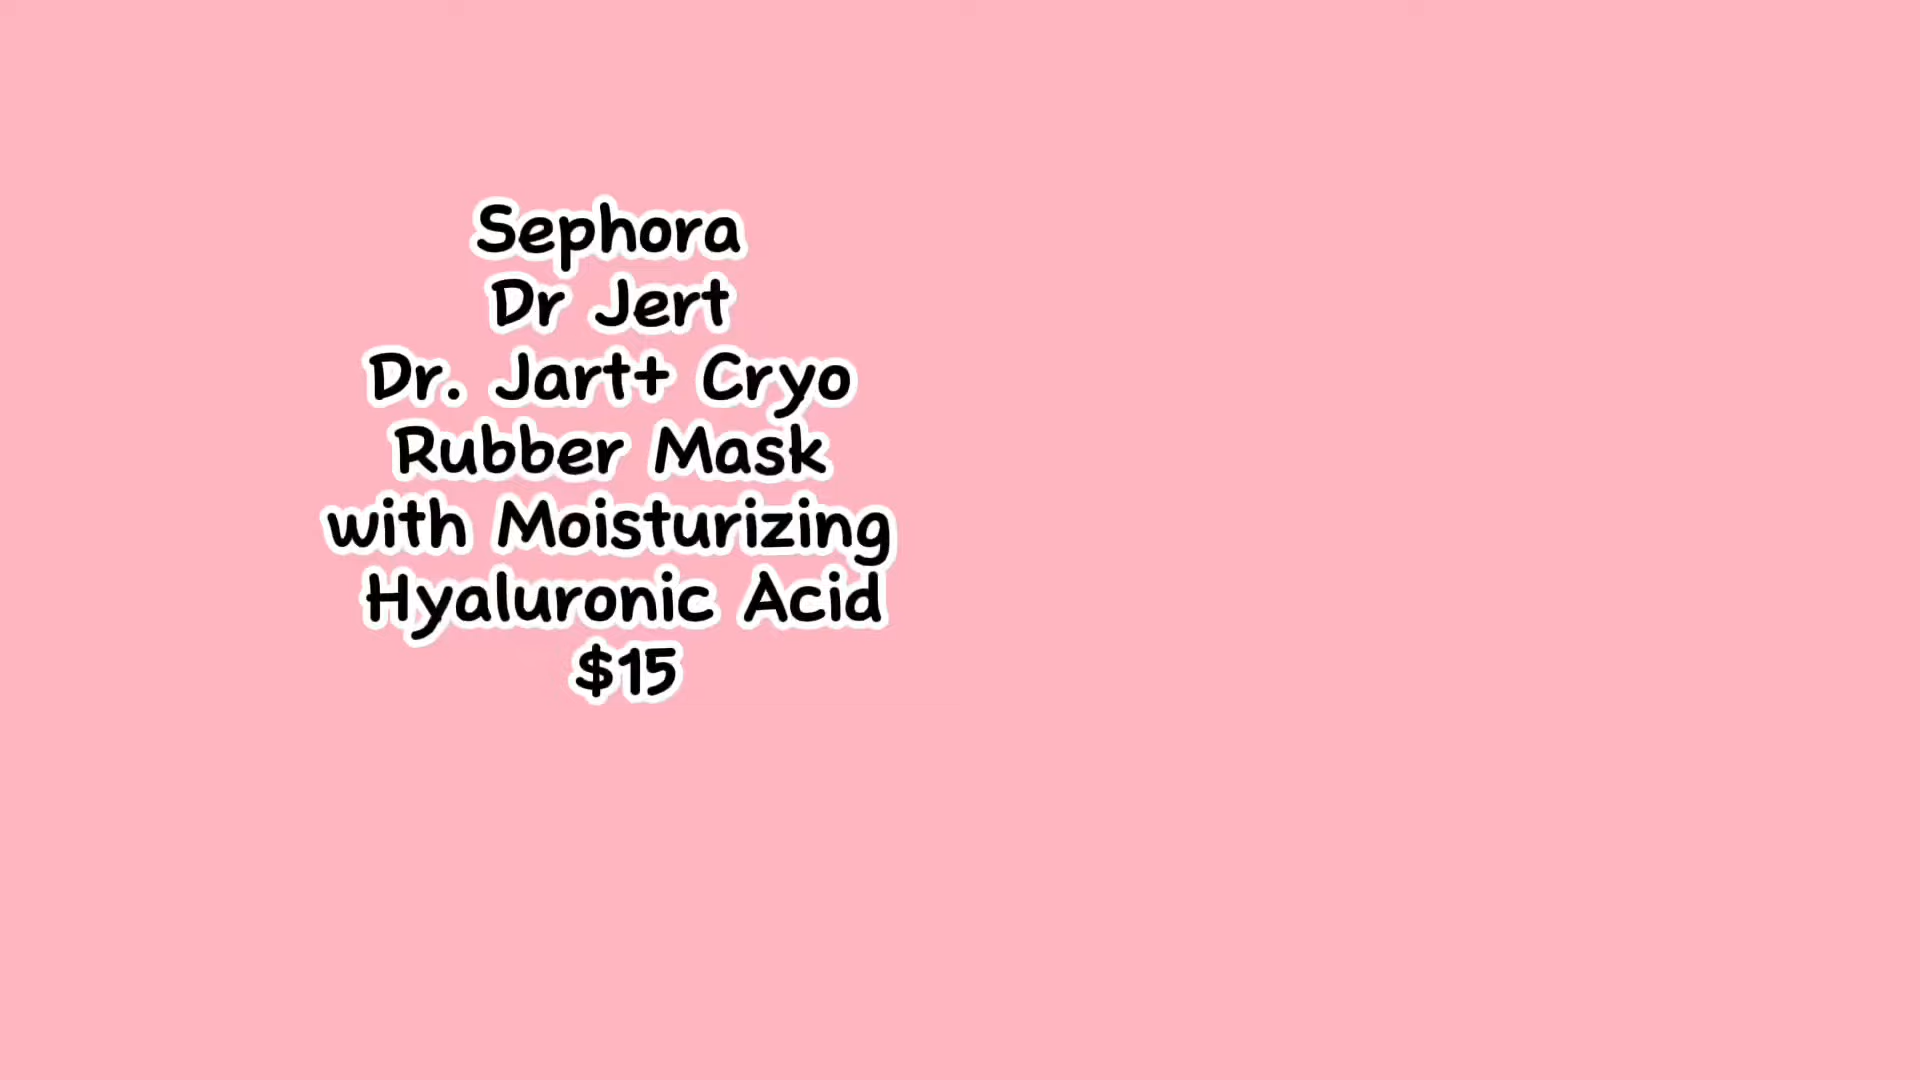 Sephora
Dr Jert
Dr. Jart+ Cryo
Rubber Mask
with Moisturizing
Hyaluronic Acid
$15